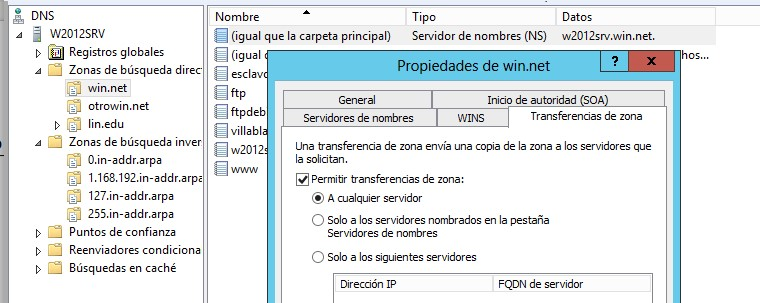 DNS
W2012SRV
Registros globales
Zonas de búsqueda direc
win.net
otrowin.net
lin.edu
Zonas de búsqueda inver
0.in-addr.arpa
1.168.192.in-addr.arpa
127.in-addr.arpa
255.in-addr.arpa
Puntos de confianza
Reenviadores condiciona
Búsquedas en caché
Nombre Tipo Datos
(igual que la carpeta principal) Servidor de nombres (NS) w2012srv.win.net.
(igual hos...
esclavo
ftp
ftpdeb
villabla
w2012s
www
Propiedades de win.net
? X
General Inicio de autoridad (SOA)
Servidores de nombres WINS Transferencias de zona
Una transferencia de zona envía una copia de la zona a los servidores que
la solicitan.
Permitir transferencias de zona:
A cualquier servidor
Solo a los servidores nombrados en la pestaña
Servidores de nombres
Solo a los siguientes servidores
Dirección IP FQDN de servidor